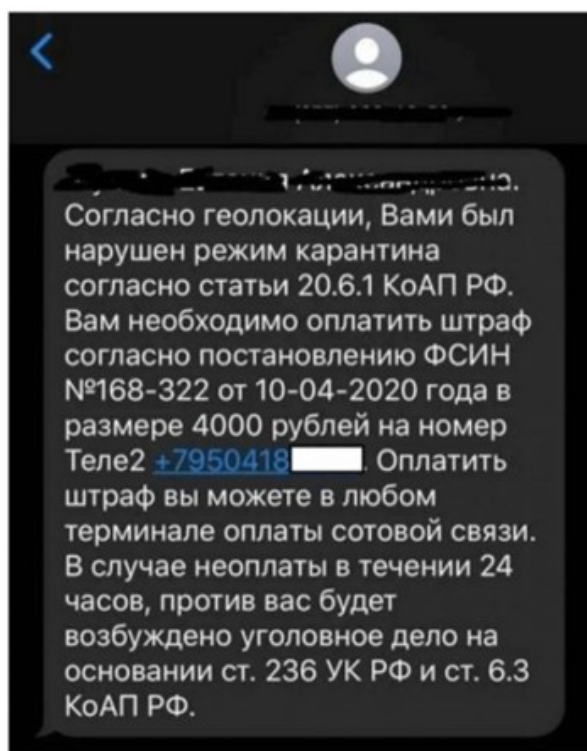 Согласно геолокации, Вами был
нарушен режим карантина
согласно статьи 20.6.1 КоАП РФ.
Вам необходимо оплатить штраф
согласно постановлению ФСИН
№168-322 от 10-04-2020 года в
размере 4000 рублей на номер
Теле2 +7950418 . Оплатить
штраф вы можете в любом
терминале оплаты сотовой связи.
В случае неоплаты в течении 24
часов, против вас будет
возбуждено уголовное дело на
основании ст. 236 УК РФ и ст. 6.3
КоАП РФ.